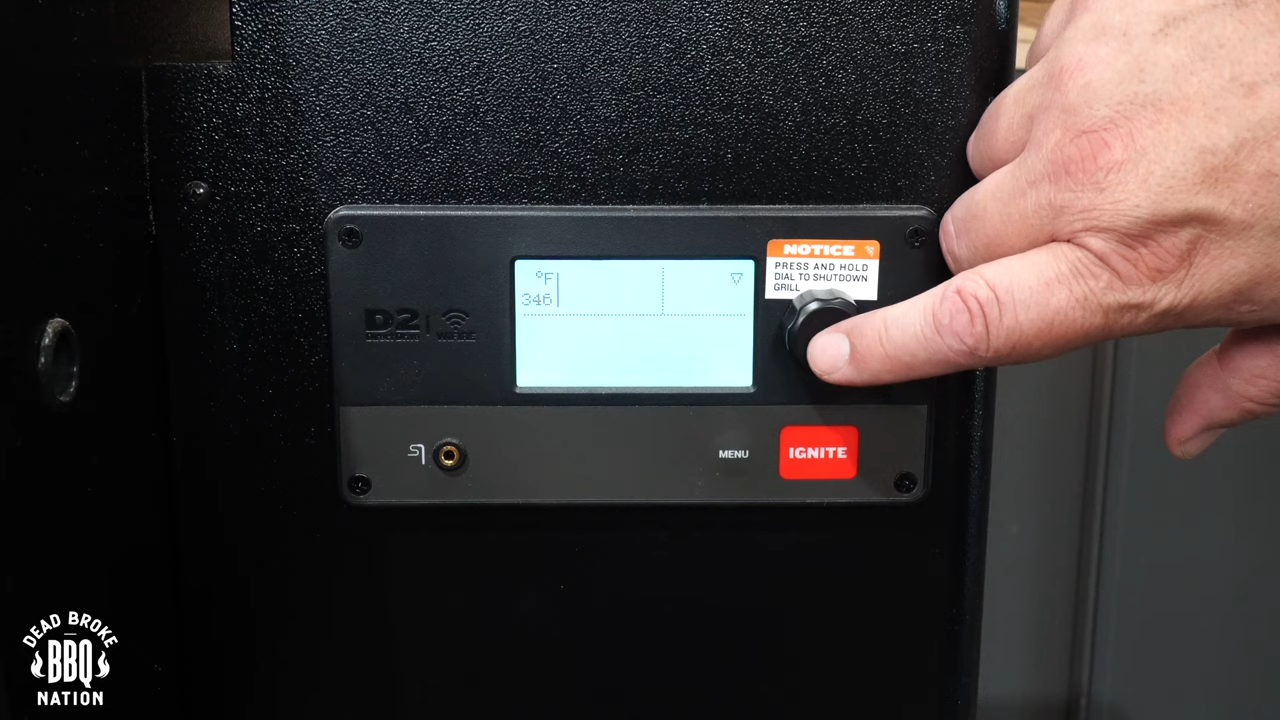 NOTICE
PRESS AND HOLD
DIAL TO SHUTDOWN
GRILL
°F
346
D2
MENU
IGNITE
DEAD BROKE
BBQ
NATION